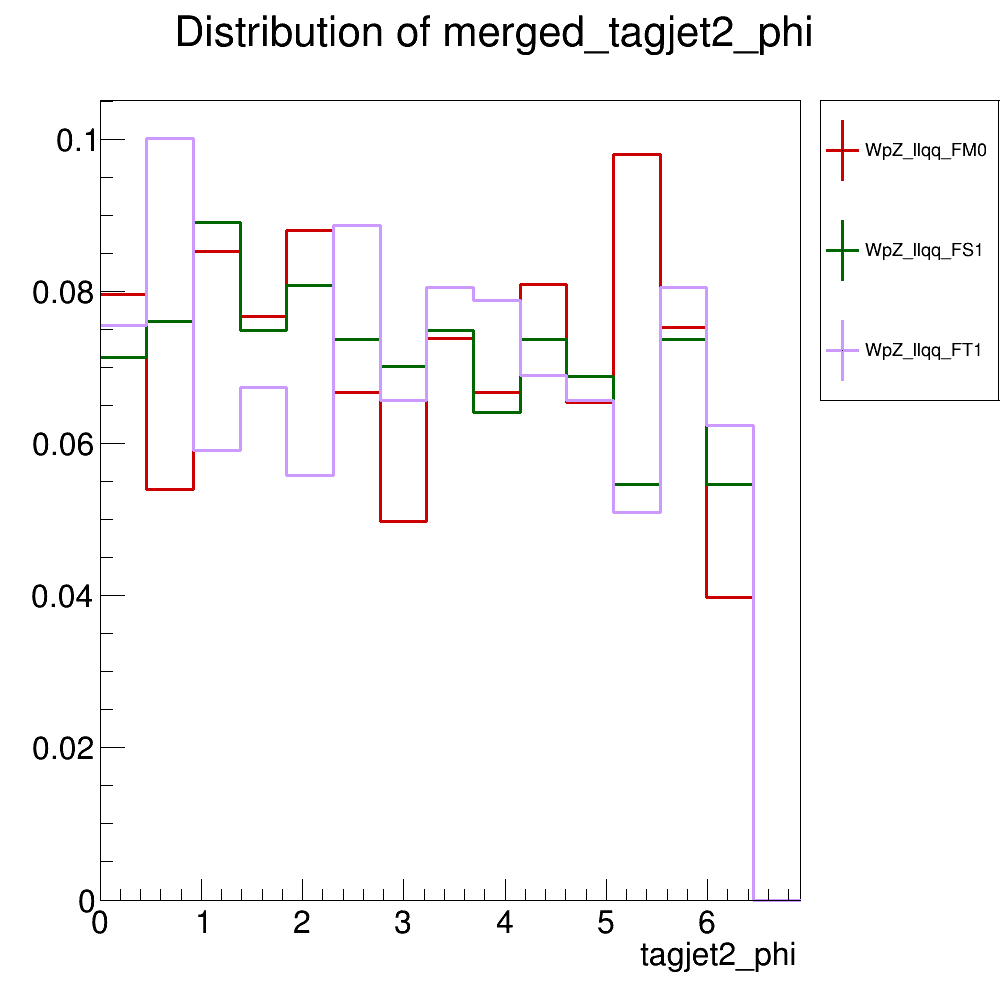 Distribution of merged_tagjet2_phi
0.1
0.08
0.06
0.04
0.02
0
0 1 2 3 4 5 6
tagjet2_phi
WpZ_llqq_FM0
WpZ_llqq_FS1
WpZ_llqq_FT1